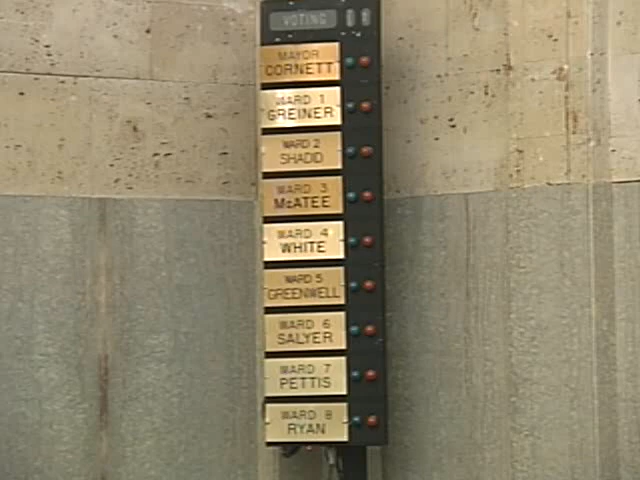 VOTING
MAYOR
CORNETT
WARD 1
GREINER
WARD 2
SHADID
WARD 3
McATEE
WARD 4
WHITE
WARD 5
GREENWELL
WARD 6
SALYER
WARD 7
PETTIS
WARD 8
RYAN